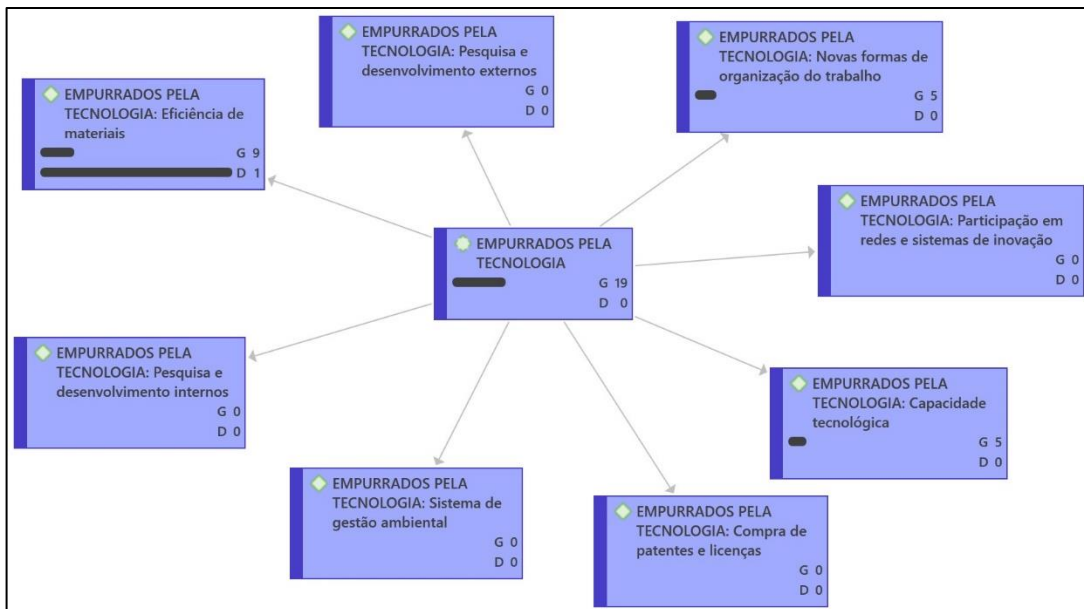 EMPURRADOS PELA
TECNOLOGIA: Pesquisa e
desenvolvimento externos
G 0
D 0
EMPURRADOS PELA
TECNOLOGIA: Novas formas de
organização do trabalho
G 5
D 0
EMPURRADOS PELA
TECNOLOGIA: Eficiência de
materiais
G 9
D 1
EMPURRADOS PELA
TECNOLOGIA: Participação em
redes e sistemas de inovação
G 0
D 0
EMPURRADOS PELA
TECNOLOGIA
G 19
D 0
EMPURRADOS PELA
TECNOLOGIA: Pesquisa e
desenvolvimento internos
G 0
D 0
EMPURRADOS PELA
TECNOLOGIA: Capacidade
tecnológica
G 5
D 0
EMPURRADOS PELA
TECNOLOGIA: Sistema de
gestão ambiental
G 0
D 0
EMPURRADOS PELA
TECNOLOGIA: Compra de
patentes e licenças
G 0
D 0